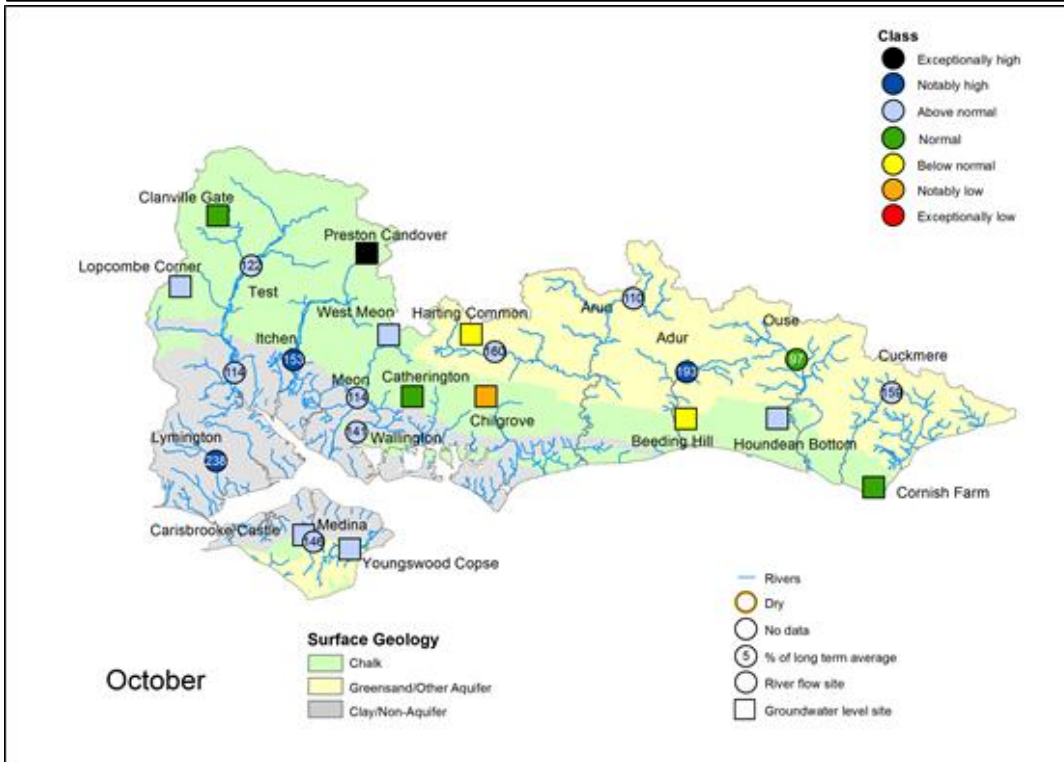 Class
Exceptionally high
Notably high
Above normal
Normal
Below normal
Notably low
Exceptionally low
Clanville Gate
Preston Candover
Lopcombe Corner
122
Test
West Meon
Harting Common
Arun
110
Itchen
153
160
Adur
193
Ouse
97
Cuckmere
159
114
Meon
114
Catherington
Chilgrove
141
Wallington
Beeding Hill
Houndean Bottom
Lymington
238
Cornish Farm
Carisbrooke Castle
Medina
146
Youngswood Copse
Rivers
Dry
No data
5 % of long term average
River flow site
Groundwater level site
Surface Geology
Chalk
Greensand/Other Aquifer
Clay/Non-Aquifer
October